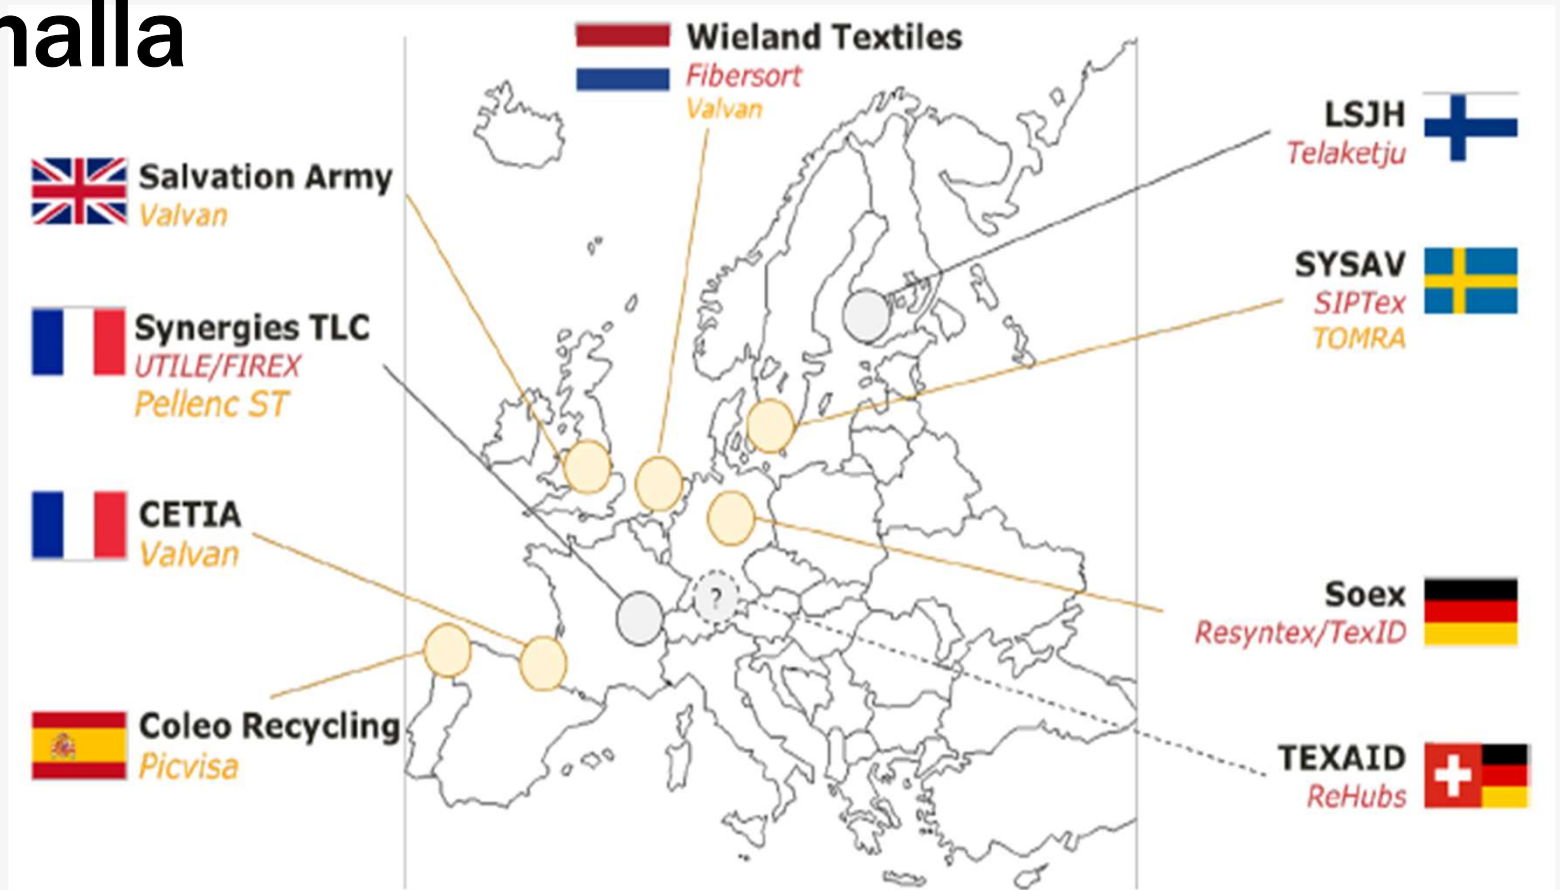 halla
Wieland Textiles
Fibersort
Valvan
Salvation Army
Valvan
Synergies TLC
UTILE/FIREX
Pellenc ST
CETIA
Valvan
Coleo Recycling
Picvisa
LSJH
Telaketju
SYSAV
SIPTex
TOMRA
?
Soex
Resyntex/TexID
TEXAID
ReHubs